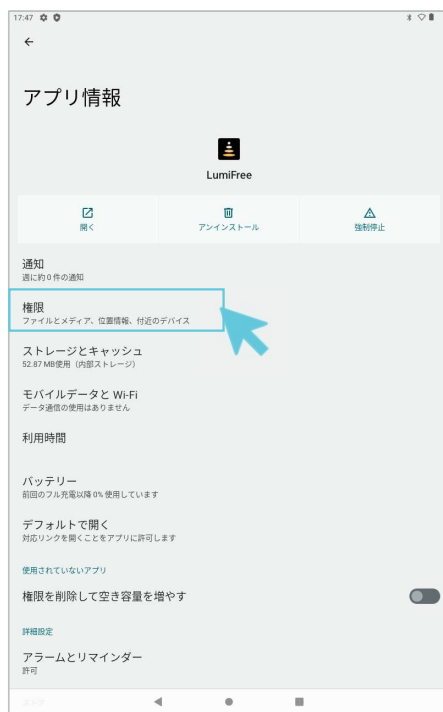 17:47
アプリ情報
LumiFree
開く
アンインストール
強制停止
通知
週に約 0 件の通知
権限
ファイルとメディア、位置情報、付近のデバイス
ストレージとキャッシュ
52.87 MB使用（内部ストレージ）
モバイルデータと Wi-Fi
データ通信の使用はありません
利用時間
バッテリー
前回のフル充電以降 0% 使用しています
デフォルトで開く
対応リンクを開くことをアプリに許可します
使用されていないアプリ
権限を削除して空き容量を増やす
詳細設定
アラームとリマインダー
許可